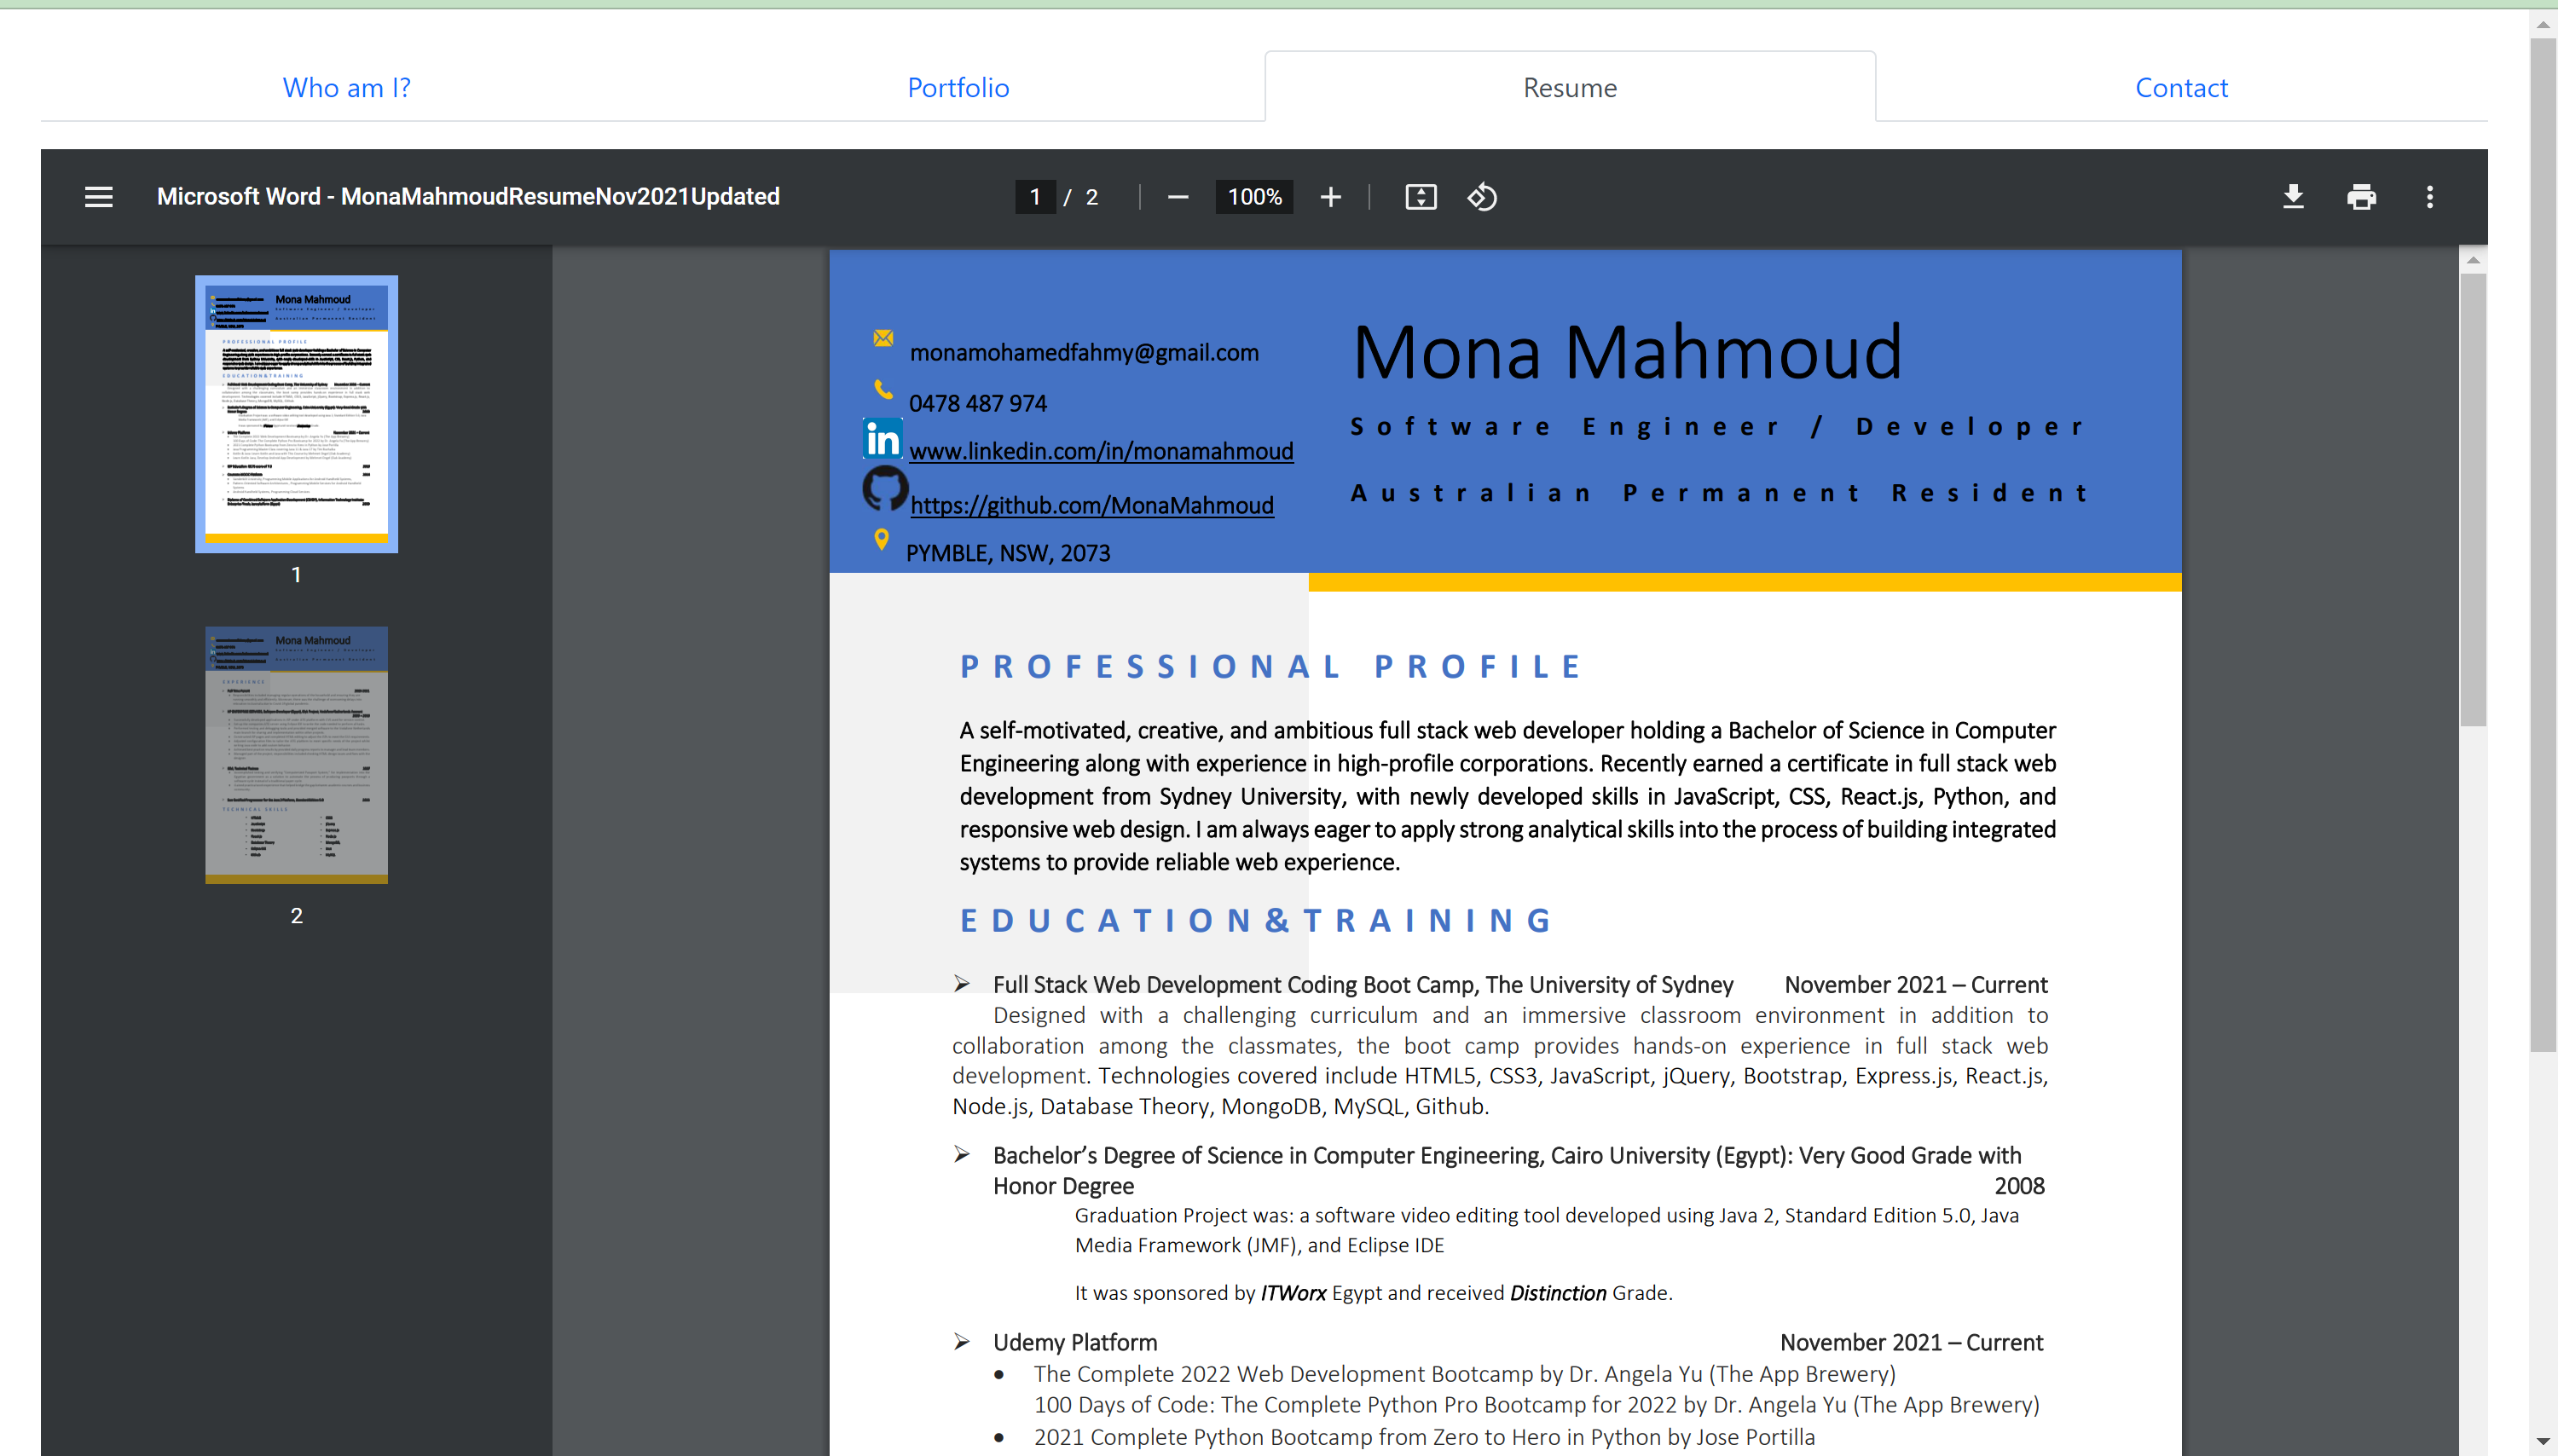 Who am I?
Portfolio
Resume
Contact
Microsoft Word - MonaMahmoudResumeNov2021Updated
1 / 2
100%
Mona Mahmoud
1
Mona Mahmoud
2
monamohamedfahmy@gmail.com
0478 487 974
in www.linkedin.com/in/monamahmoud
https://github.com/MonaMahmoud
PYMBLE, NSW, 2073
Mona Mahmoud
Software Engineer / Developer
Australian Permanent Resident
PROFESSIONAL PROFILE
A self-motivated, creative, and ambitious full stack web developer holding a Bachelor of Science in Computer
Engineering along with experience in high-profile corporations. Recently earned a certificate in full stack web
development from Sydney University, with newly developed skills in JavaScript, CSS, React.js, Python, and
responsive web design. I am always eager to apply strong analytical skills into the process of building integrated
systems to provide reliable web experience.
EDUCATION&TRAINING
➢ Full Stack Web Development Coding Boot Camp, The University of Sydney November 2021 – Current
Designed with a challenging curriculum and an immersive classroom environment in addition to
collaboration among the classmates, the boot camp provides hands-on experience in full stack web
development. Technologies covered include HTML5, CSS3, JavaScript, jQuery, Bootstrap, Express.js, React.js,
Node.js, Database Theory, MongoDB, MySQL, Github.
➢ Bachelor’s Degree of Science in Computer Engineering, Cairo University (Egypt): Very Good Grade with
Honor Degree 2008
Graduation Project was: a software video editing tool developed using Java 2, Standard Edition 5.0, Java
Media Framework (JMF), and Eclipse IDE
It was sponsored by ITWorx Egypt and received Distinction Grade.
➢ Udemy Platform November 2021 – Current
• The Complete 2022 Web Development Bootcamp by Dr. Angela Yu (The App Brewery)
100 Days of Code: The Complete Python Pro Bootcamp for 2022 by Dr. Angela Yu (The App Brewery)
• 2021 Complete Python Bootcamp from Zero to Hero in Python by Jose Portilla